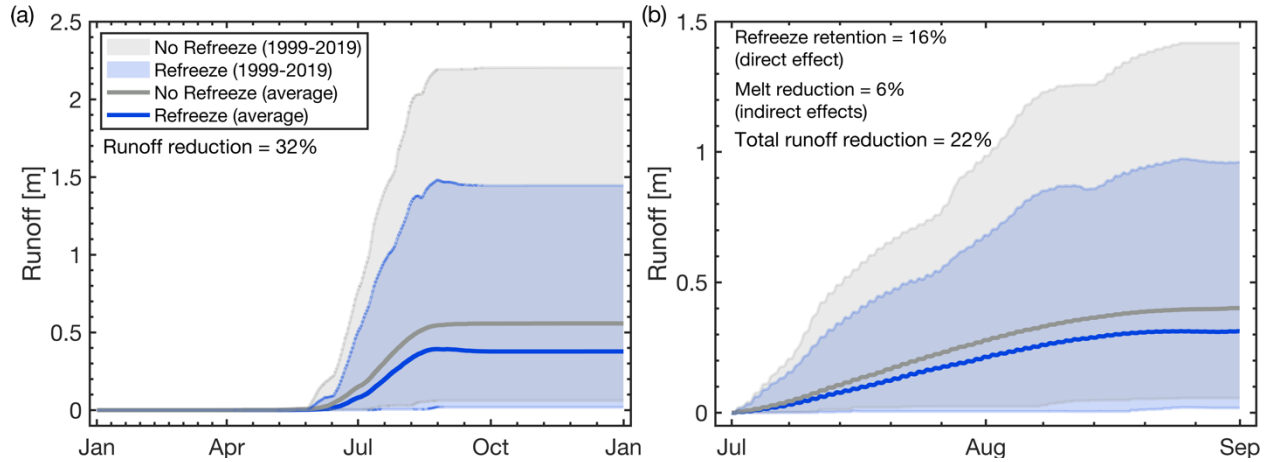 (a)
2.5
2
1.5
1
0.5
0
Runoff [m]
No Refreeze (1999-2019)
Refreeze (1999-2019)
No Refreeze (average)
Refreeze (average)
Runoff reduction = 32%
Jan
Apr
Jul
Oct
Jan
(b)
1.5
1
0.5
0
Runoff [m]
Refreeze retention = 16%
(direct effect)
Melt reduction = 6%
(indirect effects)
Total runoff reduction = 22%
Jul
Aug
Sep